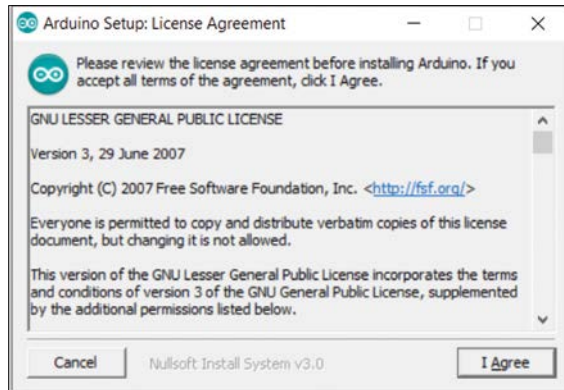 Arduino Setup: License Agreement
Please review the license agreement before installing Arduino. If you
accept all terms of the agreement, click I Agree.
GNU LESSER GENERAL PUBLIC LICENSE
Version 3, 29 June 2007
Copyright (C) 2007 Free Software Foundation, Inc. <http://fsf.org/>
Everyone is permitted to copy and distribute verbatim copies of this license
document, but changing it is not allowed.
This version of the GNU Lesser General Public License incorporates the terms
and conditions of version 3 of the GNU General Public License, supplemented
by the additional permissions listed below.
Cancel Nullsoft Install System v3.0 I Agree